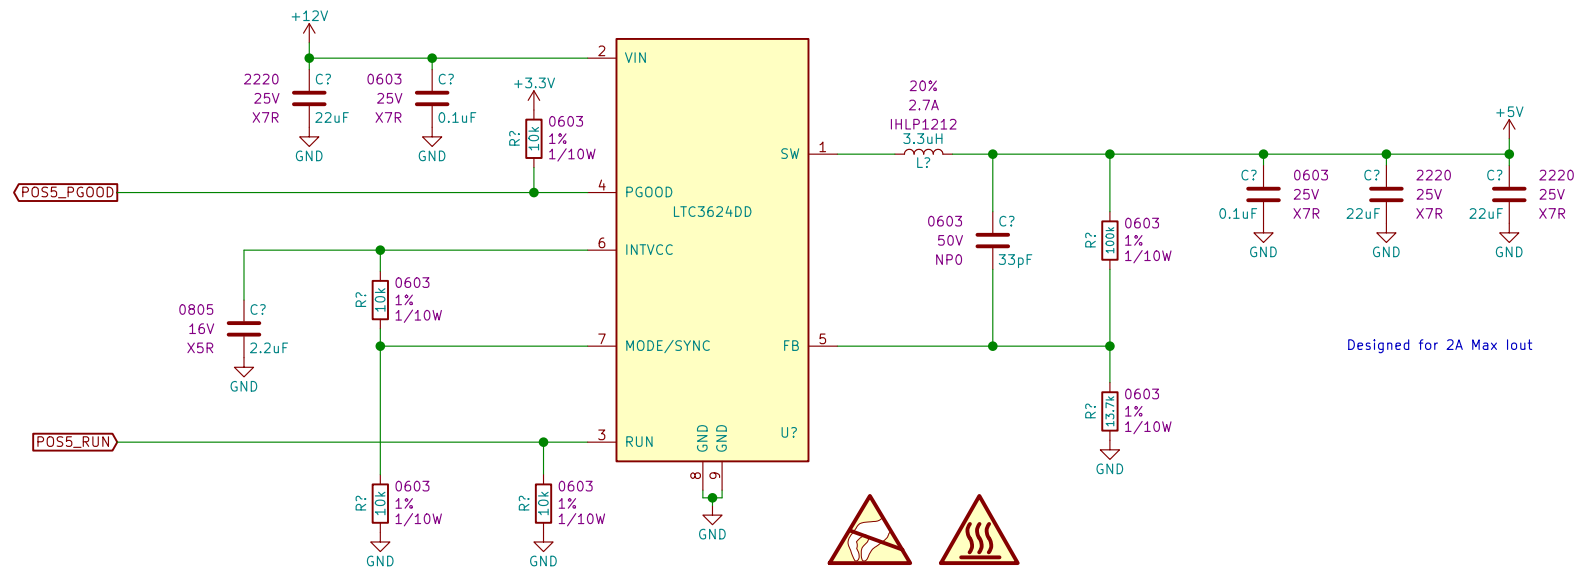 +12V
2220
25V
X7R
C?
22uF
GND
0603
25V
X7R
C?
0.1uF
GND
+3.3V
R?
10k
0603
1%
1/10W
POS5_PGOOD
0805
16V
X5R
C?
2.2uF
GND
R?
10k
0603
1%
1/10W
POS5_RUN
R?
10k
0603
1%
1/10W
GND
R?
10k
0603
1%
1/10W
GND
2
VIN
4
PGOOD
LTC3624DD
6
INTVCC
7
MODE/SYNC
3
RUN
GND
GND
8
9
GND
U?
SW
1
FB
5
20%
2.7A
IHLP1212
3.3uH
L?
0603
50V
NP0
C?
33pF
R?
100k
0603
1%
1/10W
R?
13.7k
0603
1%
1/10W
GND
C?
0.1uF
0603
25V
X7R
GND
C?
22uF
2220
25V
X7R
GND
+5V
C?
22uF
2220
25V
X7R
GND
Designed for 2A Max Iout